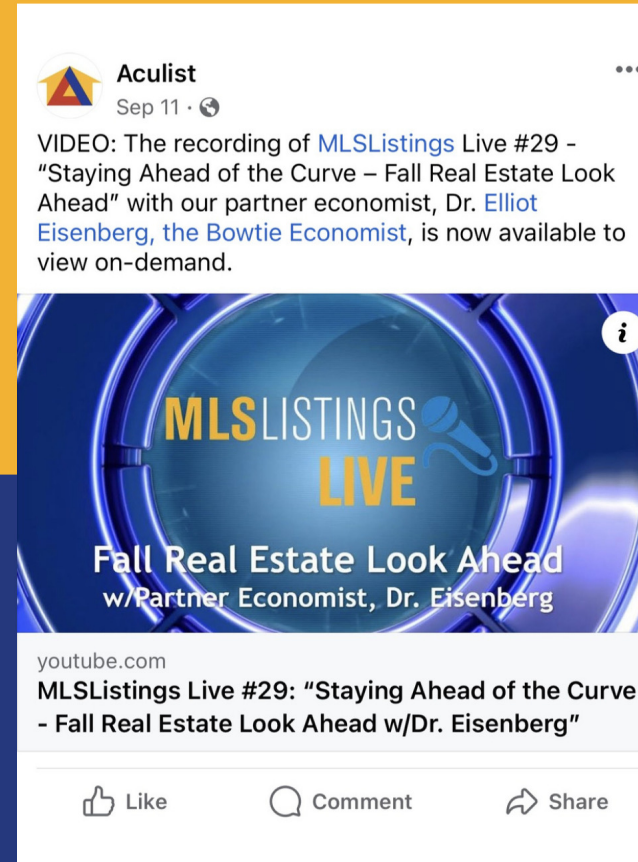 Aculist
Sep 11 ·
VIDEO: The recording of MLSListings Live #29 -
“Staying Ahead of the Curve – Fall Real Estate Look
Ahead” with our partner economist, Dr. Elliot
Eisenberg, the Bowtie Economist, is now available to
view on-demand.
i
MLSLISTINGS
LIVE
Fall Real Estate Look Ahead
w/Partner Economist, Dr. Eisenberg
youtube.com
MLSListings Live #29: “Staying Ahead of the Curve
- Fall Real Estate Look Ahead w/Dr. Eisenberg”
Like Comment Share